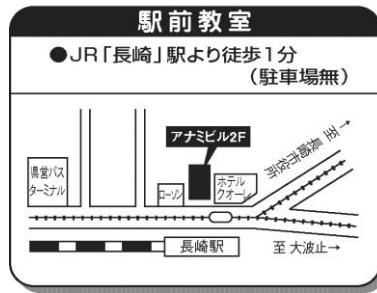 駅前教室
●JR「長崎」駅より徒歩1分
(駐車場無)
アナミビル2F
至 長崎市役所
県営バス
ターミナル
ローソン
ホテル
クオーレ
長崎駅
至 大波止→